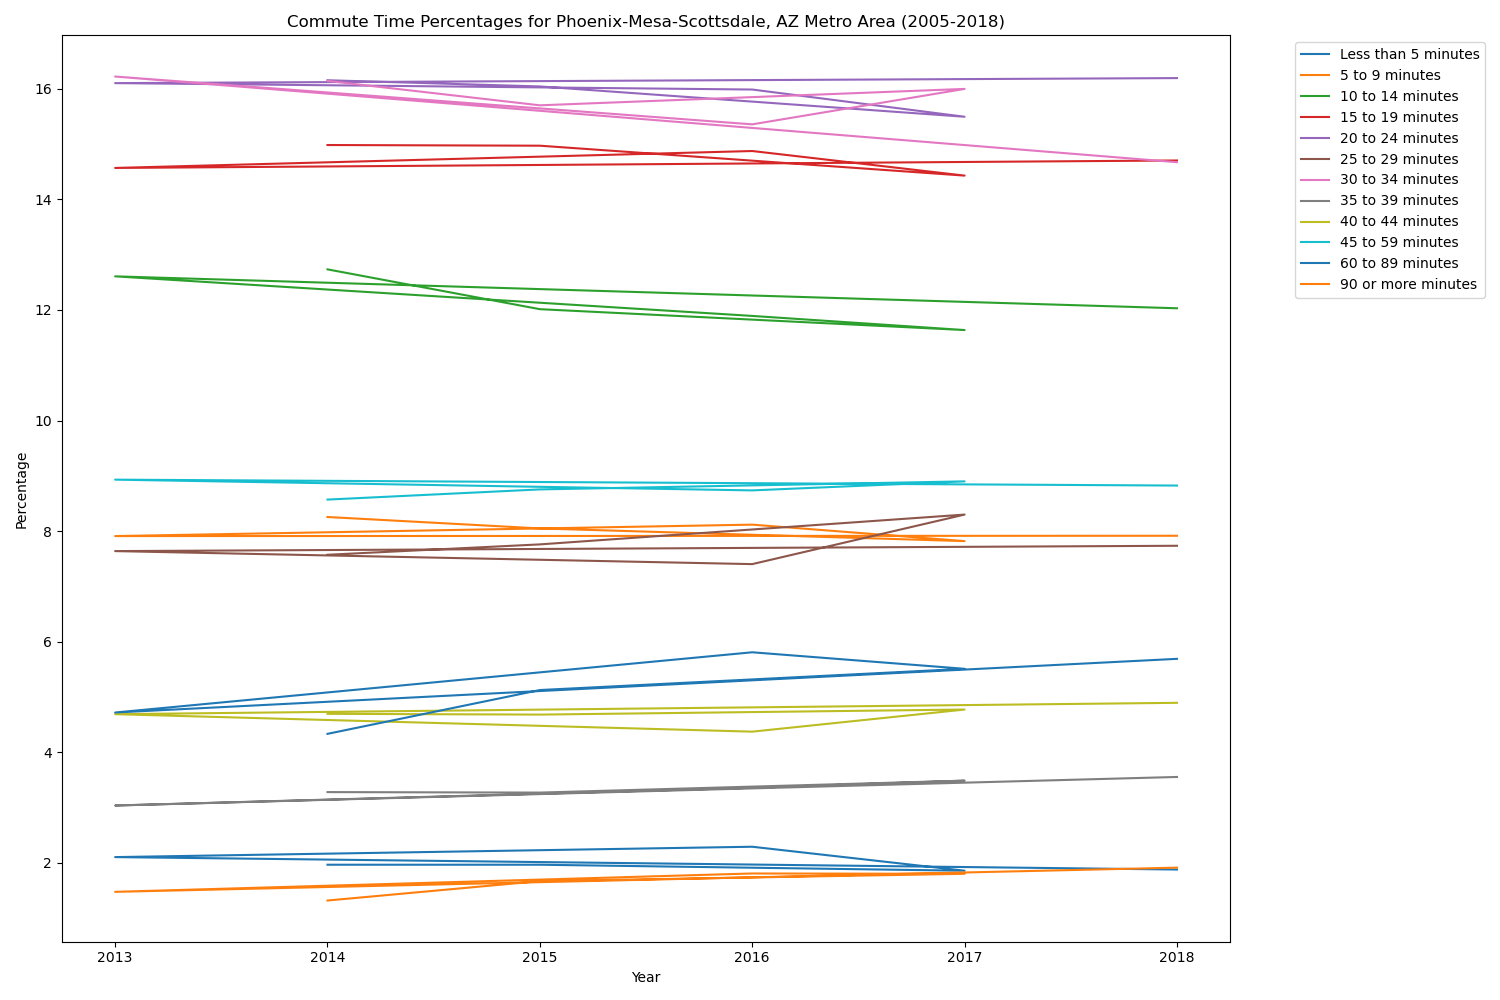 Commute Time Percentages for Phoenix-Mesa-Scottsdale, AZ Metro Area (2005-2018)
Less than 5 minutes
5 to 9 minutes
10 to 14 minutes
15 to 19 minutes
20 to 24 minutes
25 to 29 minutes
30 to 34 minutes
35 to 39 minutes
40 to 44 minutes
45 to 59 minutes
60 to 89 minutes
90 or more minutes
Percentage
16
14
12
10
8
6
4
2
2013
2014
2015
2016
2017
2018
Year